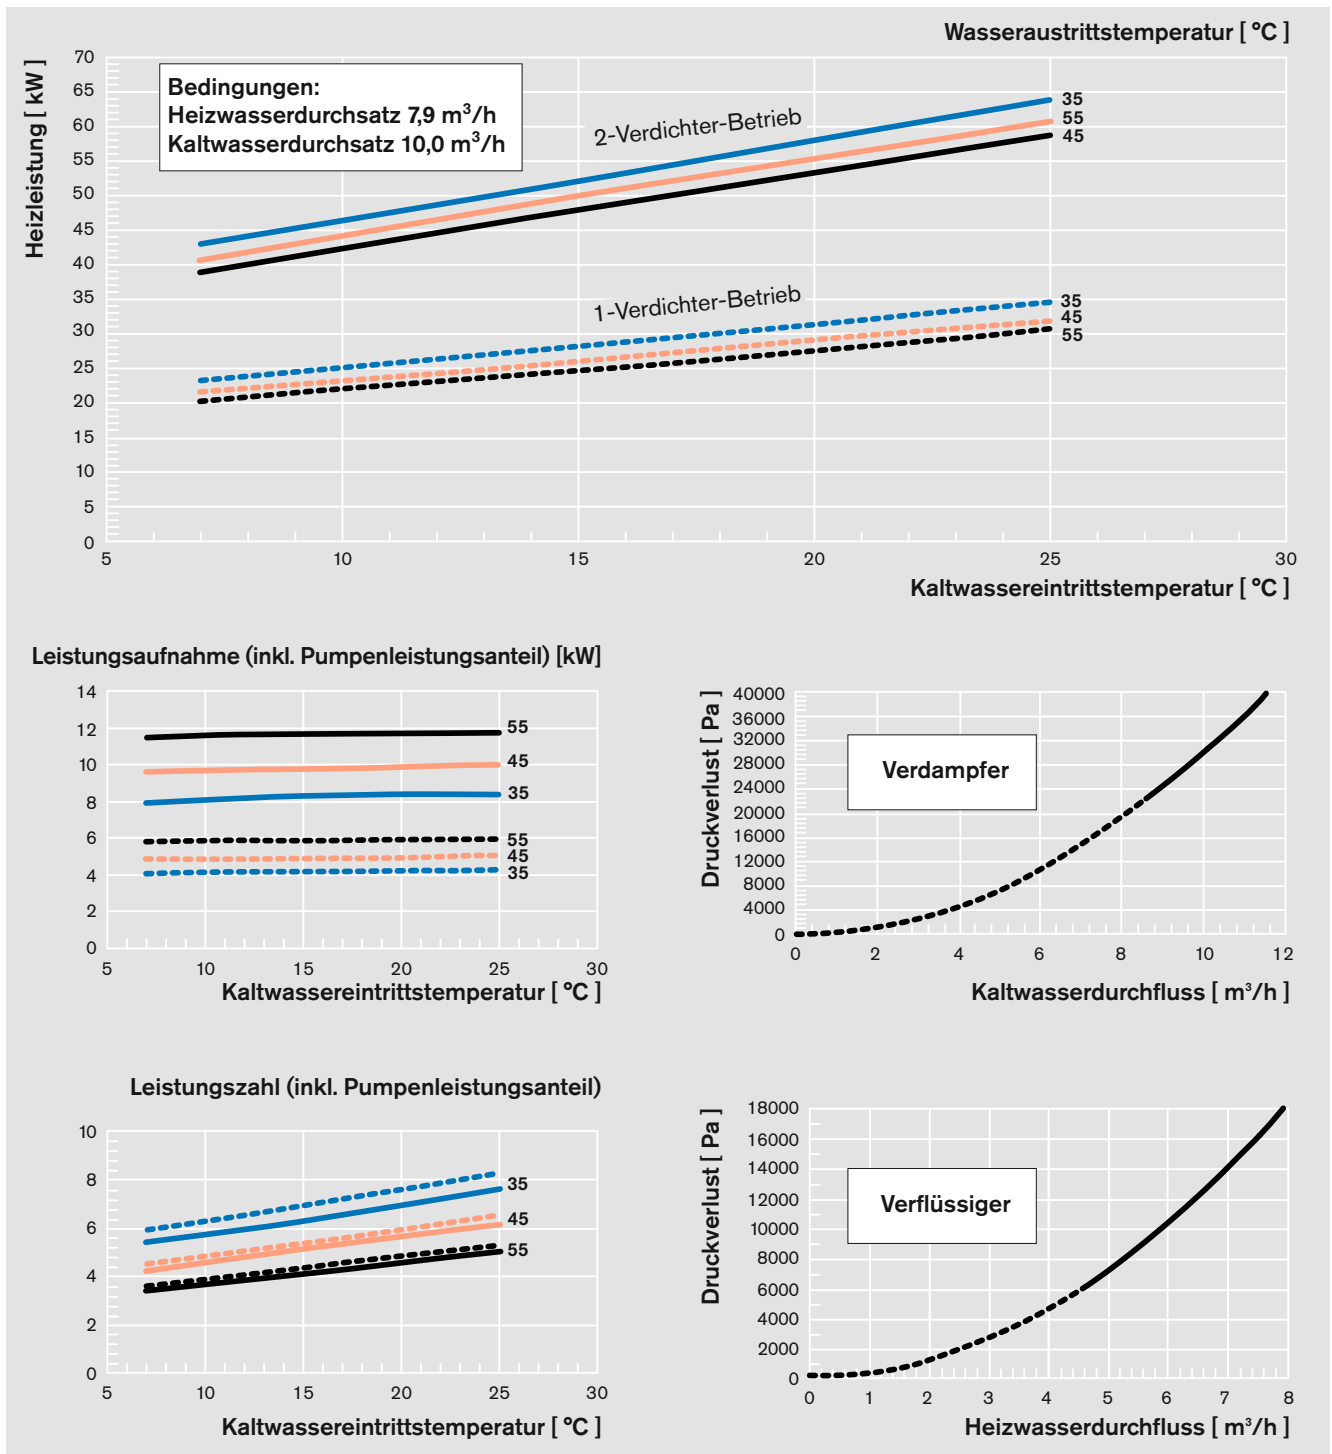 Wasseraustrittstemperatur [ °C ]
Heizleistung [ kW ]
70
65
60
55
50
45
40
35
30
25
20
15
10
5
0
Bedingungen:
Heizwasserdurchsatz 7,9 m³/h
Kaltwasserdurchsatz 10,0 m³/h
2-Verdichter-Betrieb
35
55
45
1-Verdichter-Betrieb
35
45
55
5 10 15 20 25 30
Kaltwassereintrittstemperatur [ °C ]
Leistungsaufnahme (inkl. Pumpenleistungsanteil) [kW]
14
12
10
8
6
4
2
0
55
45
35
55
45
35
5 10 15 20 25 30
Kaltwassereintrittstemperatur [ °C ]
Druckverlust [ Pa ]
40000
36000
32000
28000
24000
20000
16000
12000
8000
4000
0
Verdampfer
0 2 4 6 8 10 12
Kaltwasserdurchfluss [ m³/h ]
Leistungszahl (inkl. Pumpenleistungsanteil)
10
8
6
4
2
0
35
45
55
5 10 15 20 25 30
Kaltwassereintrittstemperatur [ °C ]
Druckverlust [ Pa ]
18000
16000
14000
12000
10000
8000
6000
4000
2000
0
Verflüssiger
0 1 2 3 4 5 6 7 8
Heizwasserdurchfluss [ m³/h ]